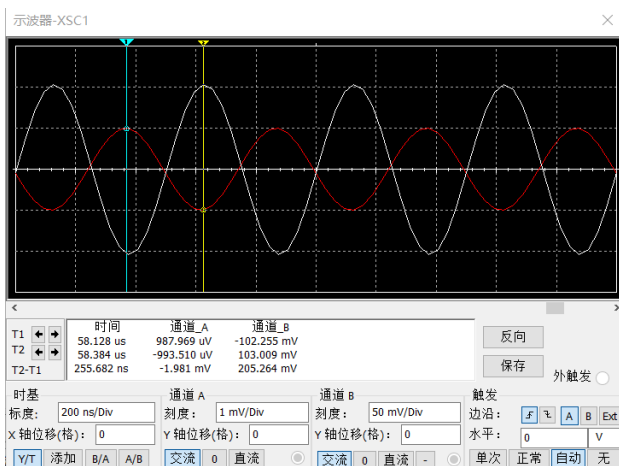 示波器-XSC1
时间 通道_A 通道_B
T1 58.128 us 987.969 uV -102.255 mV
T2 58.384 us -993.510 uV 103.009 mV
T2-T1 255.682 ns -1.981 mV 205.264 mV
反向
保存
外触发
时基 通道 A 通道 B 触发
标度： 200 ns/Div 刻度： 1 mV/Div 刻度： 50 mV/Div 边沿： A B Ext
X 轴位移(格)： 0 Y 轴位移(格)： 0 Y 轴位移(格)： 0 水平： 0 V
Y/T 添加 B/A A/B 交流 0 直流 交流 0 直流 - 单次 正常 自动 无